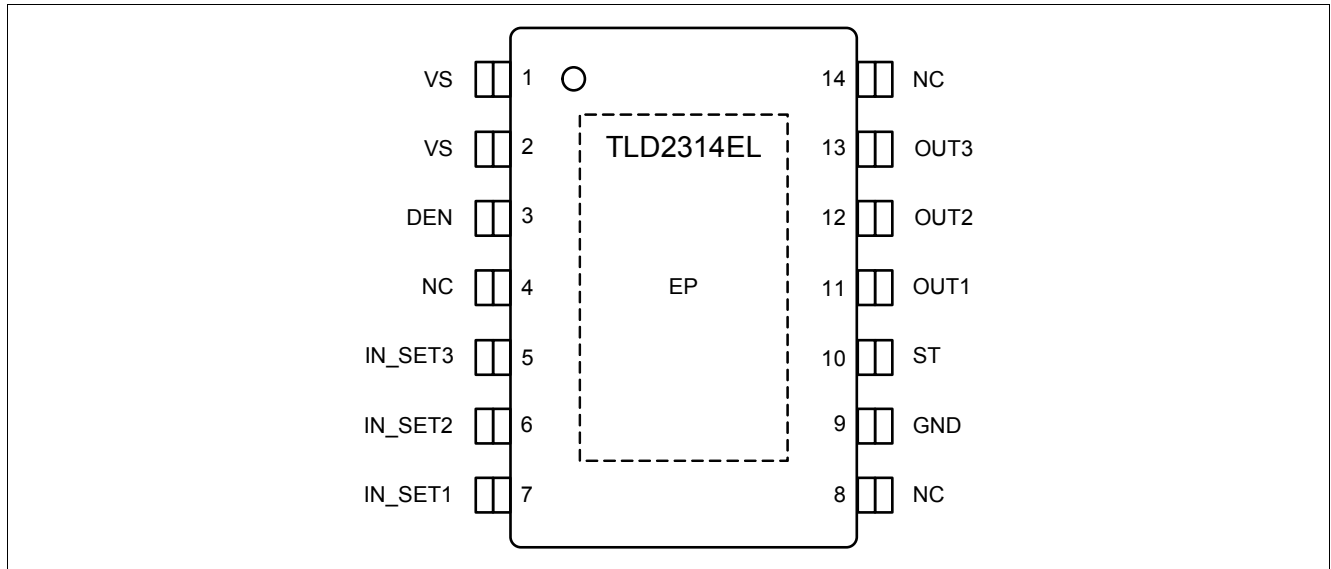 VS 1 14 NC
VS 2 TLD2314EL 13 OUT3
DEN 3 12 OUT2
NC 4 EP 11 OUT1
IN_SET3 5 10 ST
IN_SET2 6 9 GND
IN_SET1 7 8 NC